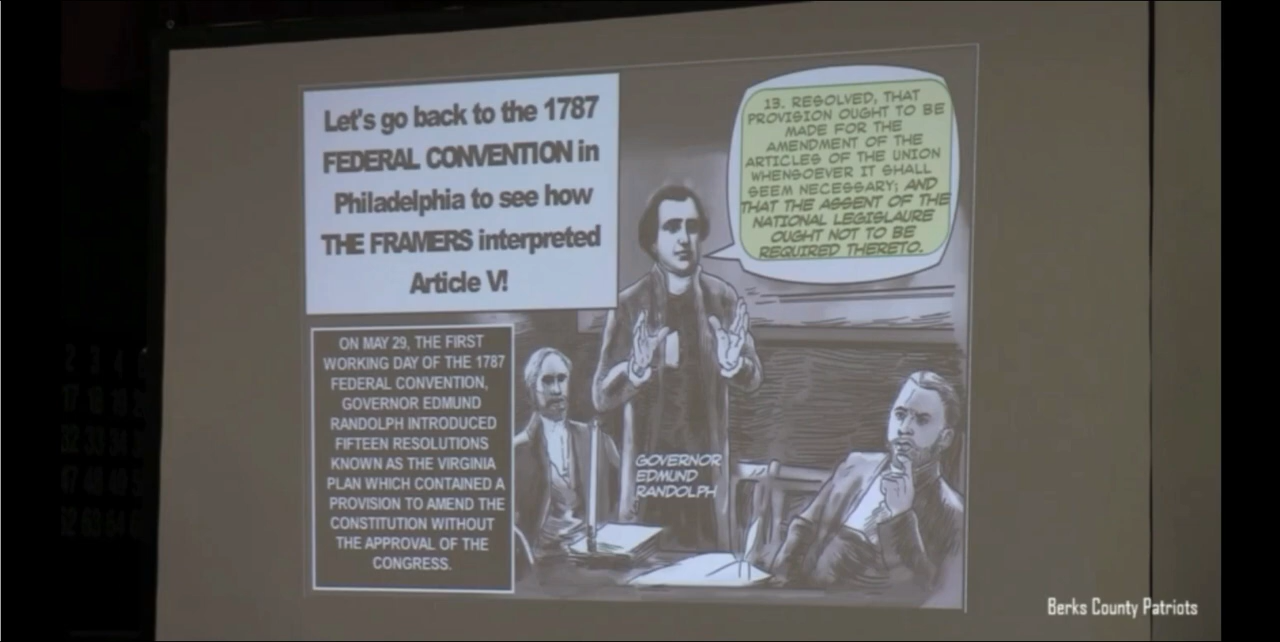 Let's go back to the 1787
FEDERAL CONVENTION in
Philadelphia to see how
THE FRAMERS interpreted
Article V!
13. RESOLVED, THAT
PROVISION OUGHT TO BE
MADE FOR THE
AMENDMENT OF THE
ARTICLES OF THE UNION
WHENSOEVER IT SHALL
SEEM NECESSARY; AND
THAT THE ASSENT OF THE
NATIONAL LEGISLAURE
OUGHT NOT TO BE
REQUIRED THERETO.
ON MAY 29, THE FIRST
WORKING DAY OF THE 1787
FEDERAL CONVENTION,
GOVERNOR EDMUND
RANDOLPH INTRODUCED
FIFTEEN RESOLUTIONS
KNOWN AS THE VIRGINIA
PLAN WHICH CONTAINED A
PROVISION TO AMEND THE
CONSTITUTION WITHOUT
THE APPROVAL OF THE
CONGRESS.
GOVERNOR
EDMUND
RANDOLPH
Berks County Patriots